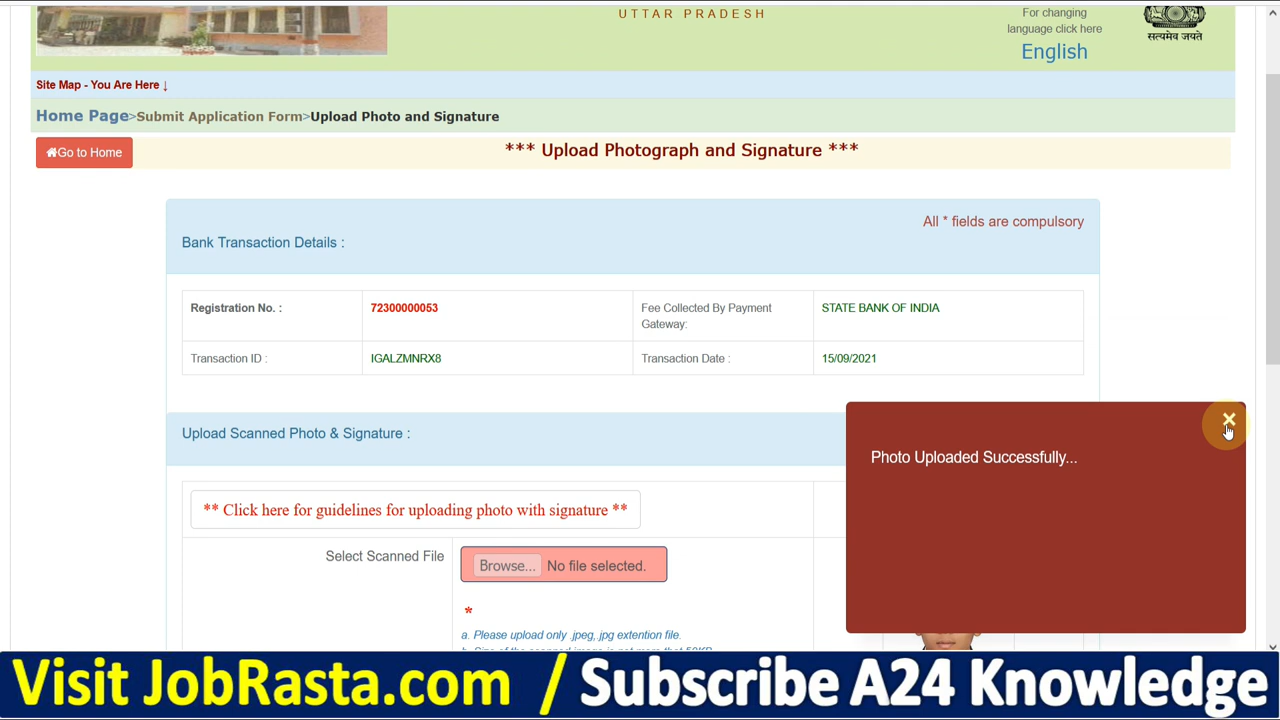 UTTAR PRADESH
For changing
language click here
English
सत्यमेव जयते
Site Map - You Are Here ↓
Home Page>Submit Application Form>Upload Photo and Signature
Go to Home
*** Upload Photograph and Signature ***
All * fields are compulsory
Bank Transaction Details :
Registration No. : 72300000053 Fee Collected By Payment Gateway: STATE BANK OF INDIA
Transaction ID : IGALZMNRX8 Transaction Date : 15/09/2021
Upload Scanned Photo & Signature :
×
Photo Uploaded Successfully...
** Click here for guidelines for uploading photo with signature **
Select Scanned File Browse... No file selected.
*
a. Please upload only .jpeg,.jpg extention file.
Visit JobRasta.com / Subscribe A24 Knowledge